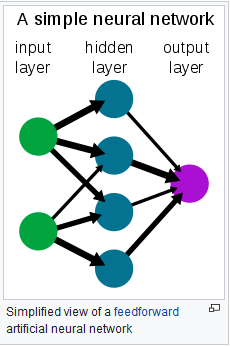 A simple neural network
input hidden output
layer layer layer
Simplified view of a feedforward
artificial neural network